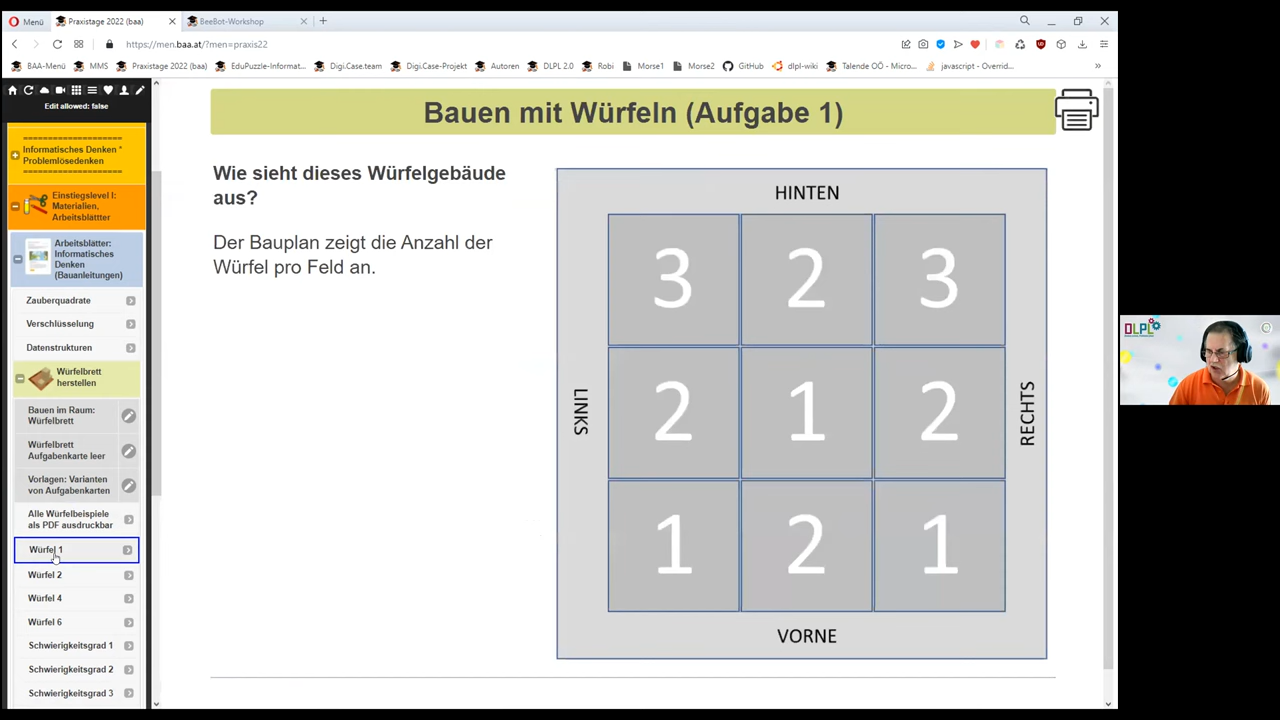 Menü
Praxistage 2022 (baa)
BeeBot-Workshop
https://men.baa.at/?men=praxis22
BAA-Menü
MMS
Praxistage 2022 (baa)
EduPuzzle-Informat...
Digi.Case.team
Digi.Case-Projekt
Autoren
DLPL 2.0
Robi
Morse1
Morse2
GitHub
dlpl-wiki
Talende OÖ - Micro...
javascript - Overrid...
Edit allowed: false
====================
Informatisches Denken *
Problemlösedenken
====================
Einstiegslevel I:
Materialien,
Arbeitsblättter
Arbeitsblätter:
Informatisches
Denken
(Bauanleitungen)
Zauberquadrate
Verschlüsselung
Datenstrukturen
Würfelbrett
herstellen
Bauen im Raum:
Würfelbrett
Würfelbrett
Aufgabenkarte leer
Vorlagen: Varianten
von Aufgabenkarten
Alle Würfelbeispiele
als PDF ausdruckbar
Würfel 1
Würfel 2
Würfel 4
Würfel 6
Schwierigkeitsgrad 1
Schwierigkeitsgrad 2
Schwierigkeitsgrad 3
Bauen mit Würfeln (Aufgabe 1)
Wie sieht dieses Würfelgebäude
aus?
Der Bauplan zeigt die Anzahl der
Würfel pro Feld an.
HINTEN
3 2 3
LINKS
2 1 2
RECHTS
1 2 1
VORNE
DLPL